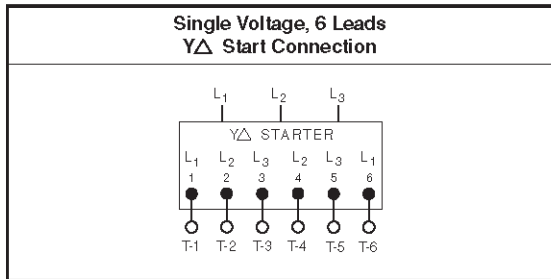 Single Voltage, 6 Leads
Y△ Start Connection
L₁ L₂ L₃
Y△ STARTER
L₁ L₂ L₃ L₂ L₃ L₁
1 2 3 4 5 6
T-1 T-2 T-3 T-4 T-5 T-6